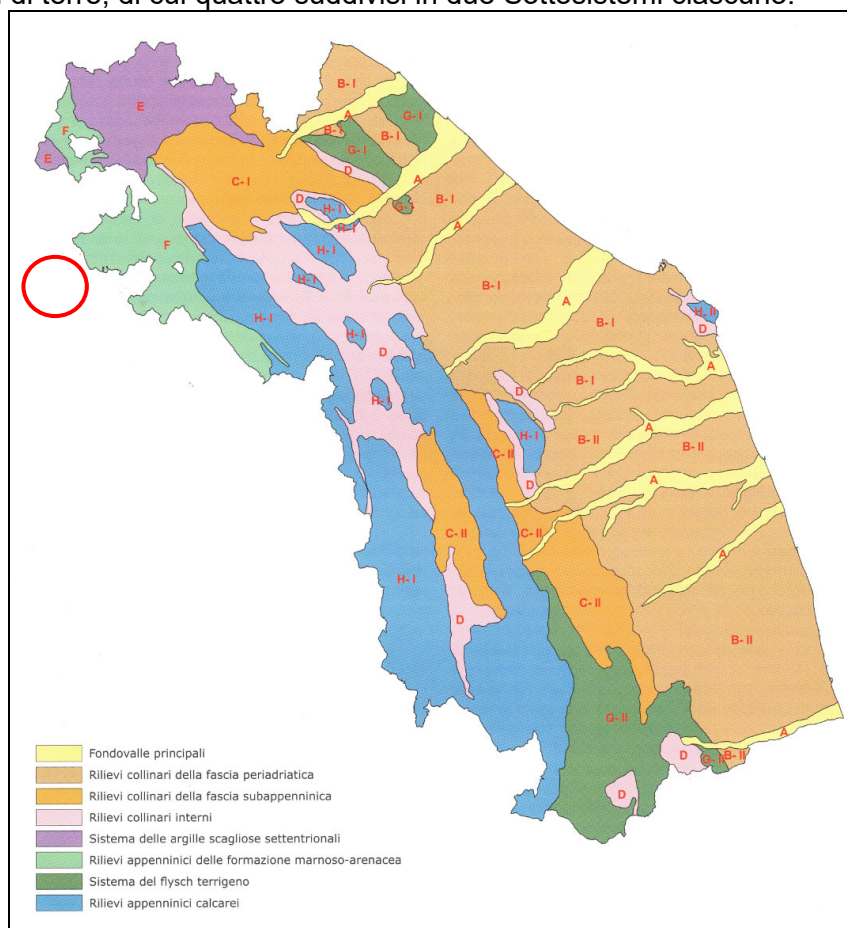 di terre, di cui quattro suddivisi in due Sottosistemi ciascuno.
B- I
E
A
G- I
F
B- I
B- I
G- I
E
D
C- I
A
B- I
D
H- I
G- I
A
H- I
F
H- I
H- I
B- I
H- I
A
B- I
H- II
H- I
D
D
A
B- I
D
H- I
A
H- I
B- II
B- II
C- II
D
A
C- II
C- II
A
H- I
C- II
D
B- II
G- II
A
D
G- II
B- II
D
Fondovalle principali
Rilievi collinari della fascia periadriatica
Rilievi collinari della fascia subappenninica
Rilievi collinari interni
Sistema delle argille scagliose settentrionali
Rilievi appenninici delle formazione marnoso-arenacea
Sistema del flysch terrigeno
Rilievi appenninici calcarei